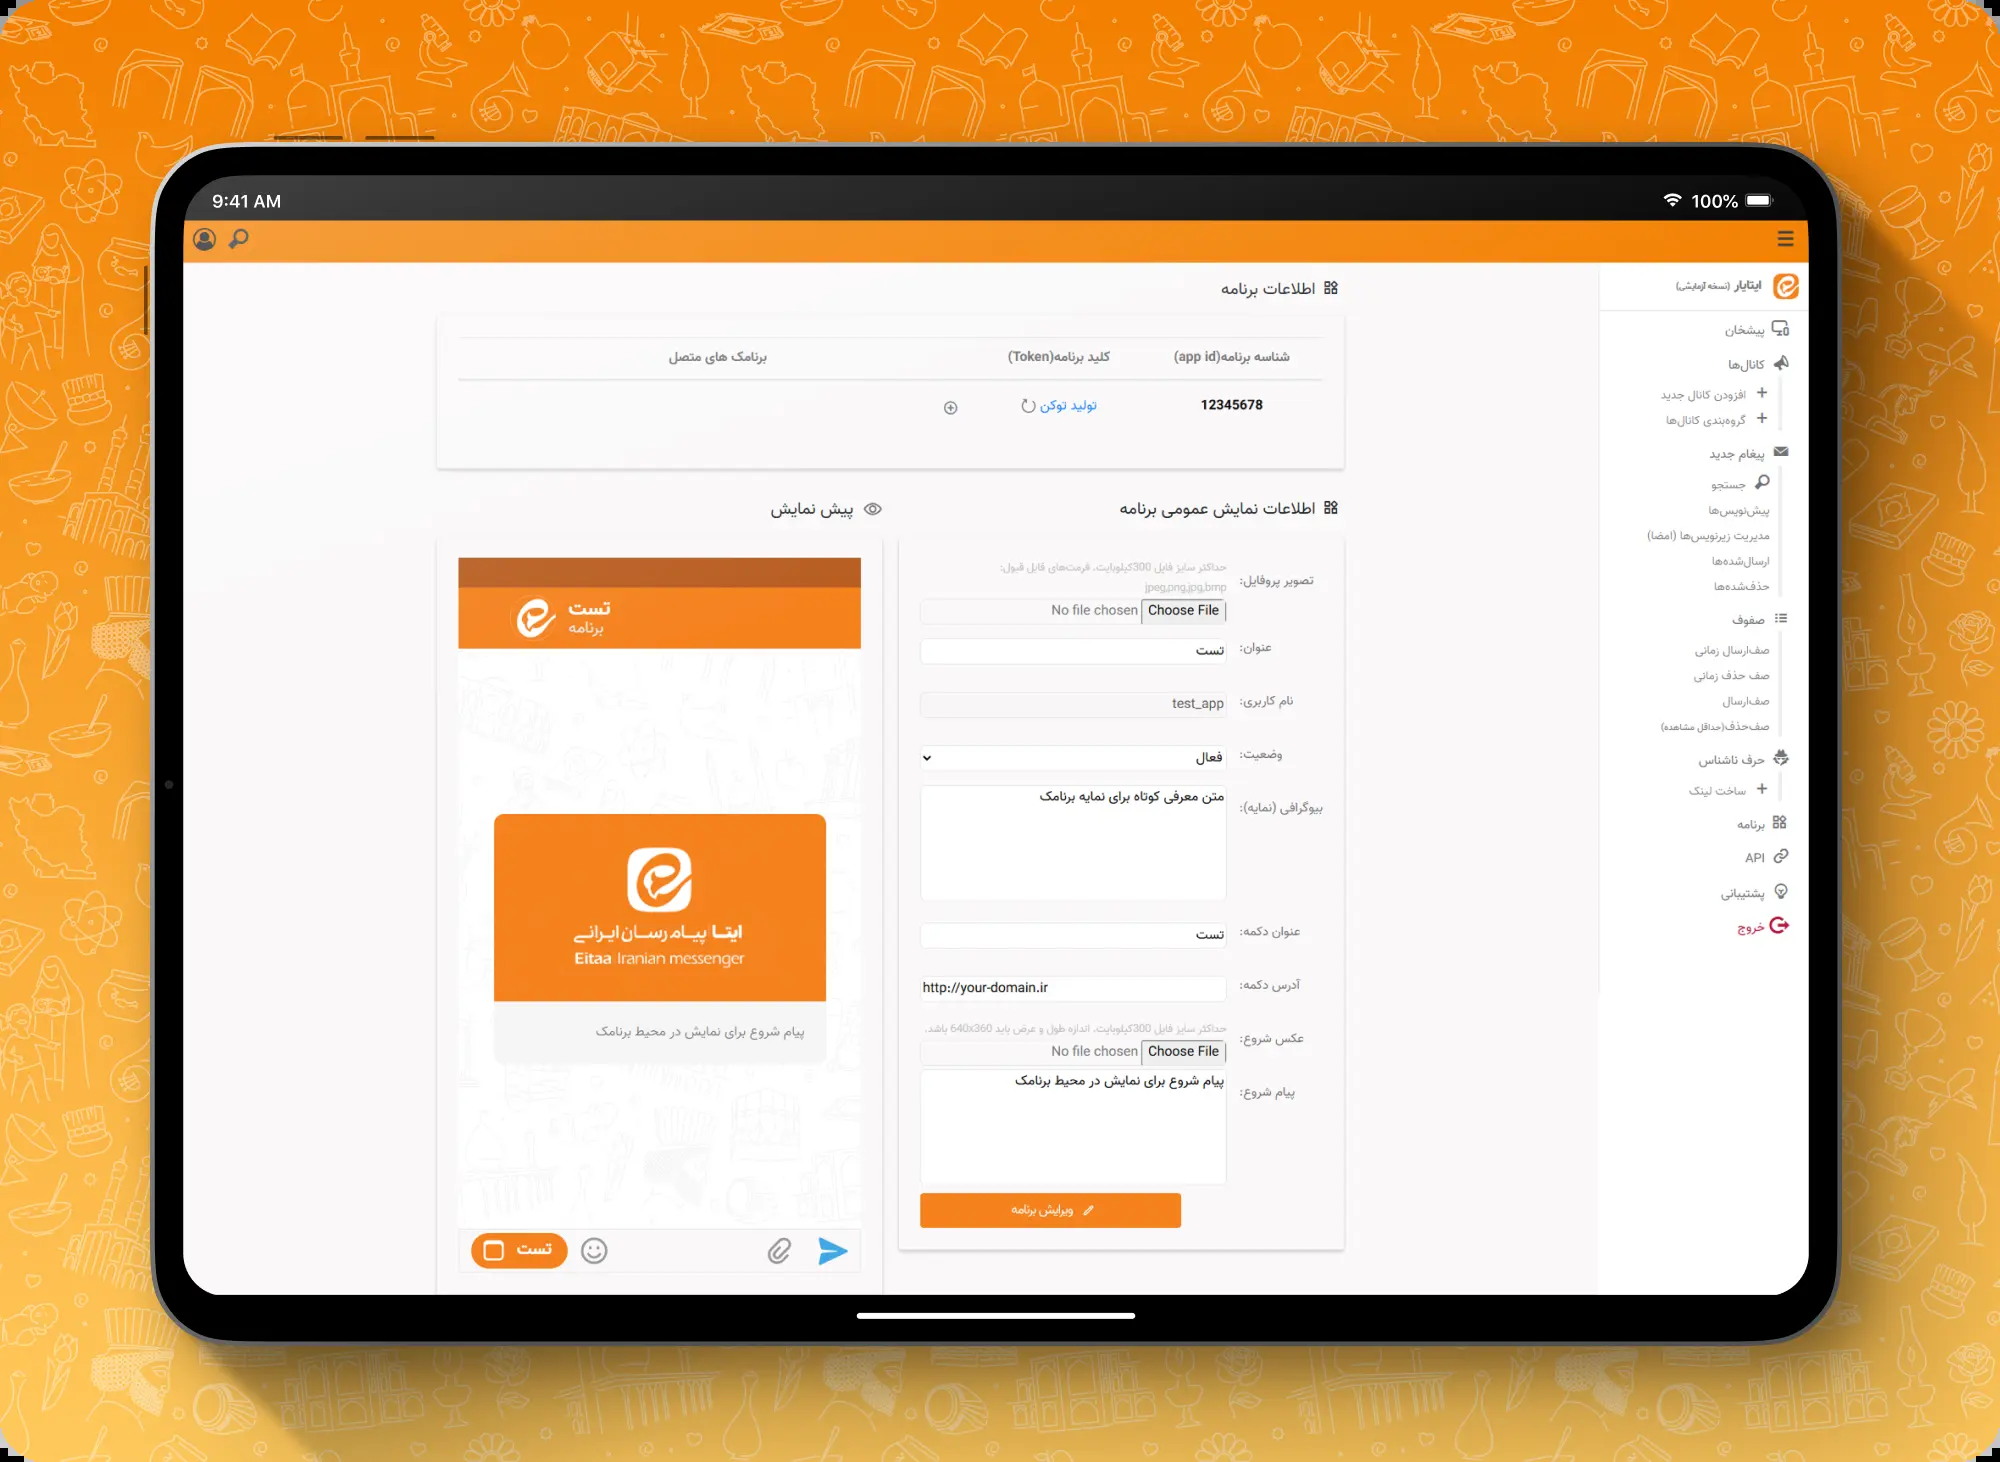 9:41 AM
100%
ایتایار (نسخه آزمایشی)
پیشخان
کانال‌ها
افزودن کانال جدید
گروه‌بندی کانال‌ها
پیغام جدید
جستجو
پیش‌نویس‌ها
مدیریت زیرنویس‌ها (امضا)
ارسال‌شده‌ها
حذف‌شده‌ها
صفوف
صف‌ارسال زمانی
صف حذف زمانی
صف‌ارسال
صف‌حذف(حداقل مشاهده)
حرف ناشناس
ساخت لینک
برنامه
API
پشتیبانی
خروج
اطلاعات برنامه
شناسه برنامه(app id)
کلید برنامه(Token)
برنامک های متصل
12345678
تولید توکن
اطلاعات نمایش عمومی برنامه
تصویر پروفایل:
حداکثر سایز فایل 300کیلوبایت. فرمت‌های قابل قبول:
jpeg,png,jpg,bmp
Choose File No file chosen
عنوان:
تست
نام کاربری:
test_app
وضعیت:
فعال
بیوگرافی (نمایه):
متن معرفی کوتاه برای نمایه برنامک
عنوان دکمه:
تست
آدرس دکمه:
http://your-domain.ir
عکس شروع:
حداکثر سایز فایل 300کیلوبایت. اندازه طول و عرض باید 640x360 باشد.
Choose File No file chosen
پیام شروع:
پیام شروع برای نمایش در محیط برنامک
ویرایش برنامه
پیش نمایش
تست
برنامه
ایتا پیام‌رسان ایرانی
Eitaa Iranian messenger
پیام شروع برای نمایش در محیط برنامک
تست